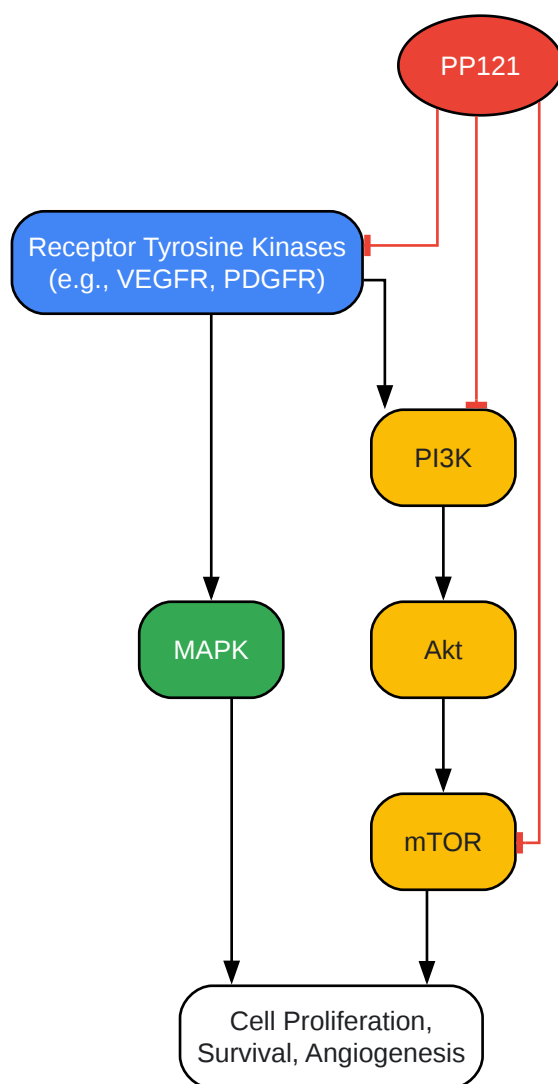 PP121
Receptor Tyrosine Kinases
(e.g., VEGFR, PDGFR)
PI3K
MAPK
Akt
mTOR
Cell Proliferation,
Survival, Angiogenesis